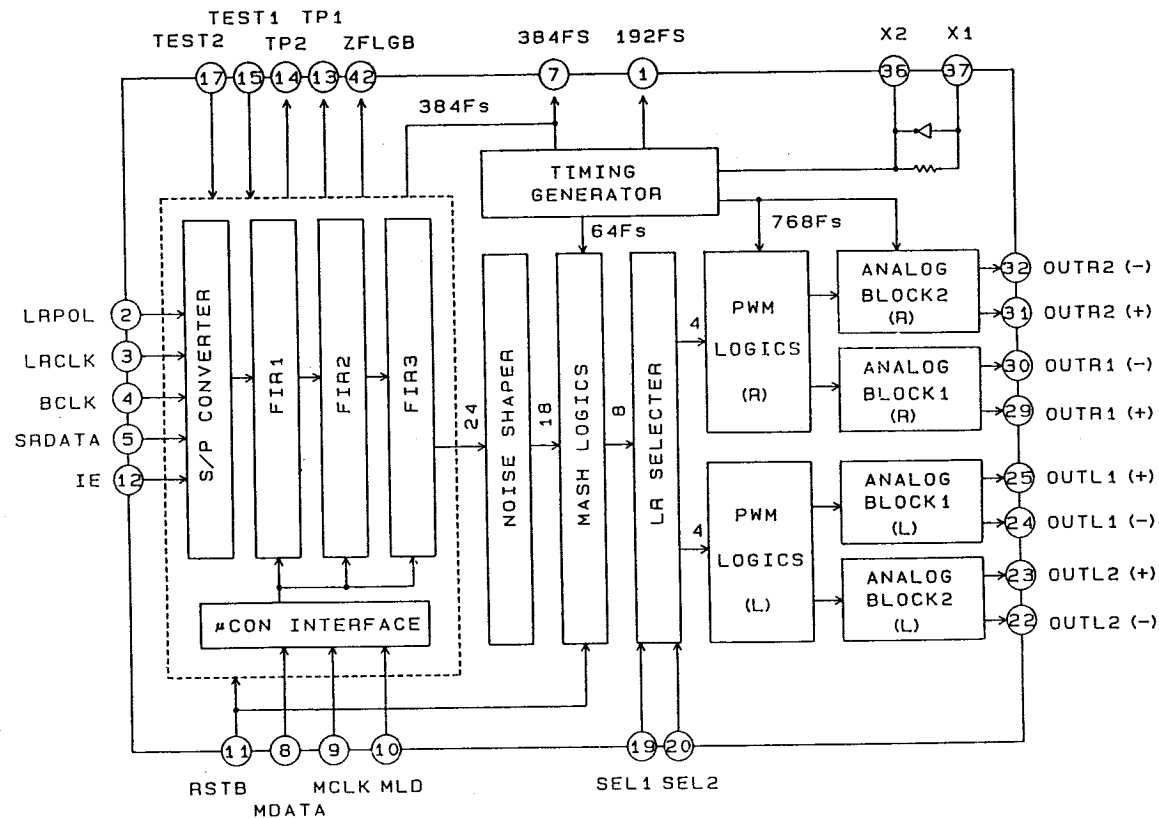 TEST1 TP1
TEST2 TP2 ZFLGB
384FS 192FS
X2 X1
17 15 14 13 42 7 1 36 37
384Fs
TIMING
GENERATOR
64Fs
768Fs
LRPOL 2
LRCLK 3
BCLK 4
SRDATA 5
IE 12
S/P CONVERTER
FIR1
FIR2
FIR3
24
NOISE SHAPER
18
MASH LOGICS
8
LR SELECTER
4
PWM
LOGICS
(R)
4
PWM
LOGICS
(L)
ANALOG
BLOCK2
(R)
ANALOG
BLOCK1
(R)
ANALOG
BLOCK1
(L)
ANALOG
BLOCK2
(L)
32 OUTR2 (-)
31 OUTR2 (+)
30 OUTR1 (-)
29 OUTR1 (+)
25 OUTL1 (+)
24 OUTL1 (-)
23 OUTL2 (+)
22 OUTL2 (-)
μCON INTERFACE
11 8 9 10 19 20
RSTB MCLK MLD SEL1 SEL2
MDATA